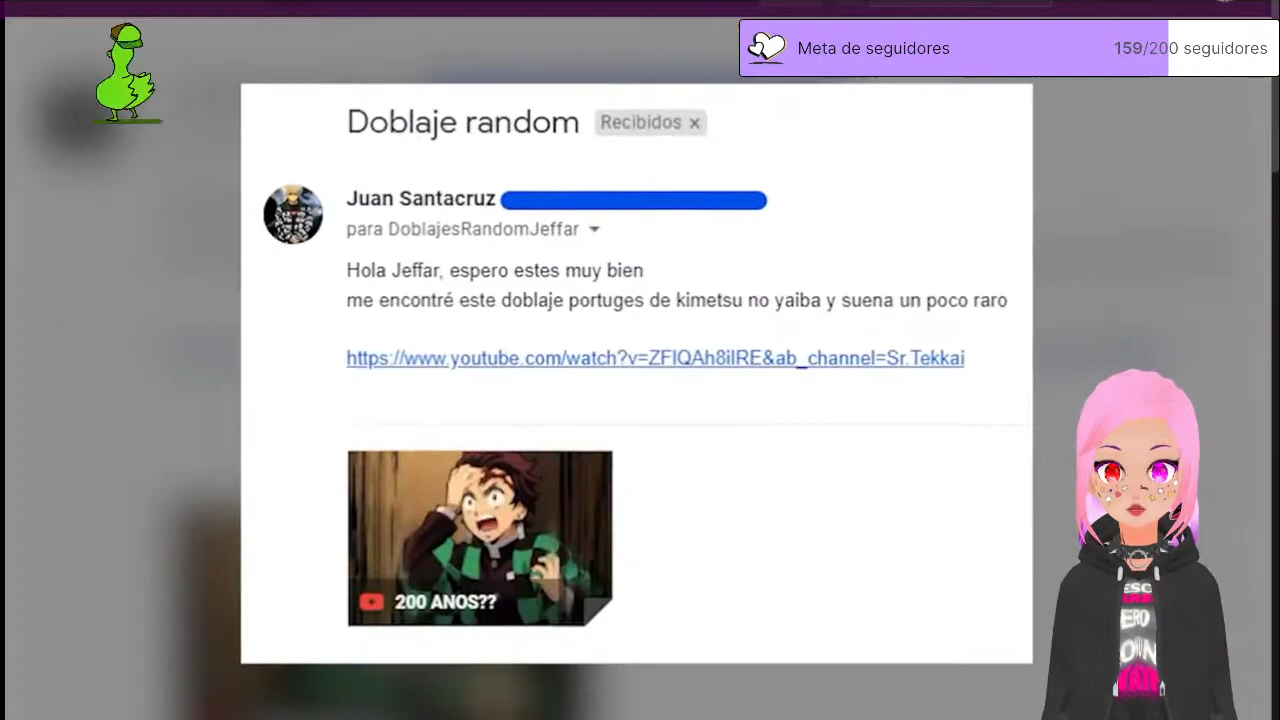 Meta de seguidores 159/200 seguidores
Doblaje random Recibidos x
Juan Santacruz
para DoblajesRandomJeffar
Hola Jeffar, espero estes muy bien
me encontré este doblaje portuges de kimetsu no yaiba y suena un poco raro
https://www.youtube.com/watch?v=ZFIQAh8ilRE&ab_channel=Sr.Tekkai
200 ANOS??